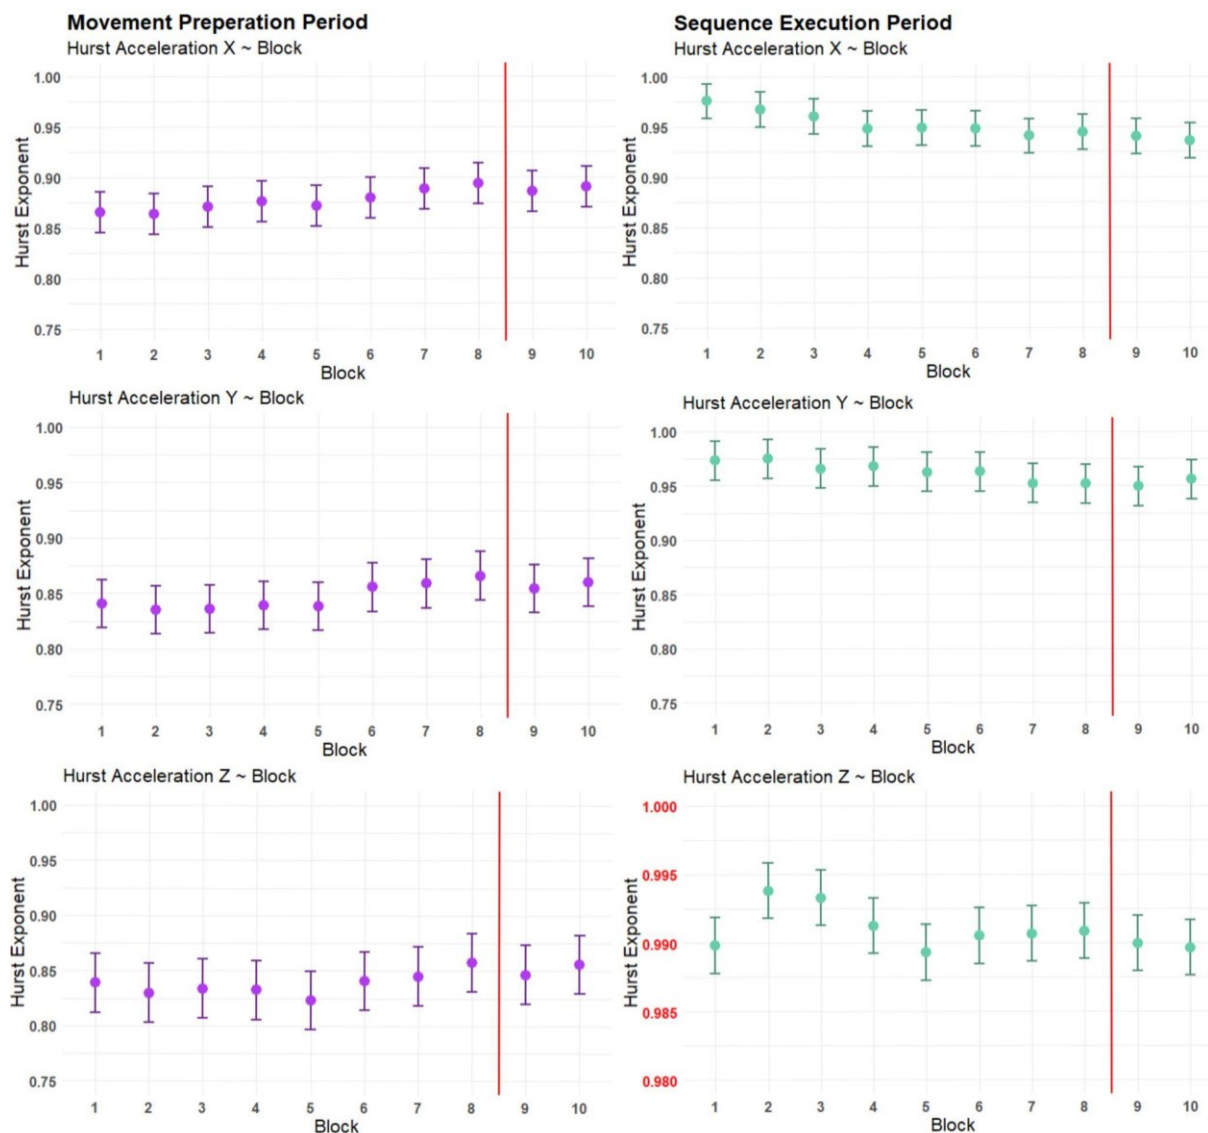 Movement Preperation Period
Hurst Acceleration X ~ Block
1.00
0.95
0.90
0.85
0.80
0.75
Hurst Exponent
1 2 3 4 5 6 7 8 9 10
Block
Sequence Execution Period
Hurst Acceleration X ~ Block
1.00
0.95
0.90
0.85
0.80
0.75
Hurst Exponent
1 2 3 4 5 6 7 8 9 10
Block
Hurst Acceleration Y ~ Block
1.00
0.95
0.90
0.85
0.80
0.75
Hurst Exponent
1 2 3 4 5 6 7 8 9 10
Block
Hurst Acceleration Y ~ Block
1.00
0.95
0.90
0.85
0.80
0.75
Hurst Exponent
1 2 3 4 5 6 7 8 9 10
Block
Hurst Acceleration Z ~ Block
1.00
0.95
0.90
0.85
0.80
0.75
Hurst Exponent
1 2 3 4 5 6 7 8 9 10
Block
Hurst Acceleration Z ~ Block
1.000
0.995
0.990
0.985
0.980
Hurst Exponent
1 2 3 4 5 6 7 8 9 10
Block